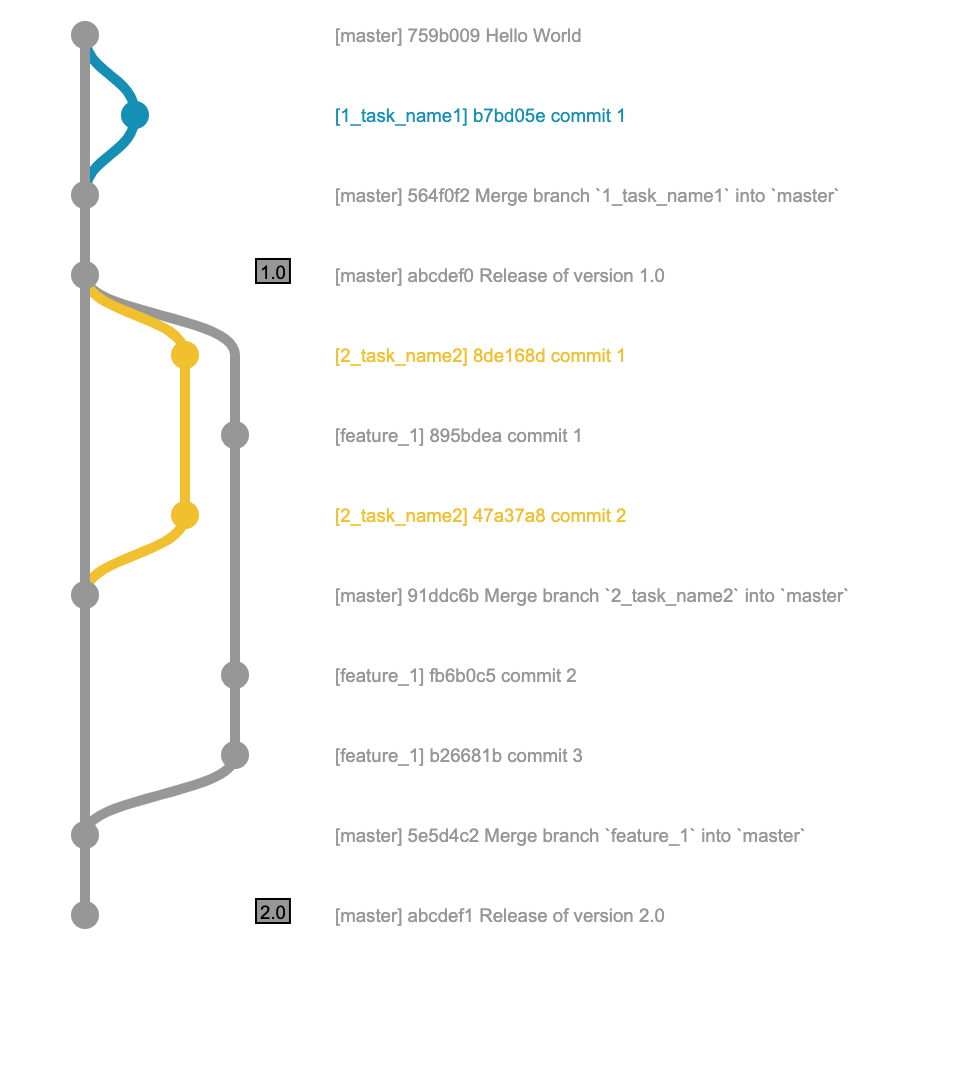 [master] 759b009 Hello World
[1_task_name1] b7bd05e commit 1
[master] 564f0f2 Merge branch `1_task_name1` into `master`
1.0 [master] abcdef0 Release of version 1.0
[2_task_name2] 8de168d commit 1
[feature_1] 895bdea commit 1
[2_task_name2] 47a37a8 commit 2
[master] 91ddc6b Merge branch `2_task_name2` into `master`
[feature_1] fb6b0c5 commit 2
[feature_1] b26681b commit 3
[master] 5e5d4c2 Merge branch `feature_1` into `master`
2.0 [master] abcdef1 Release of version 2.0